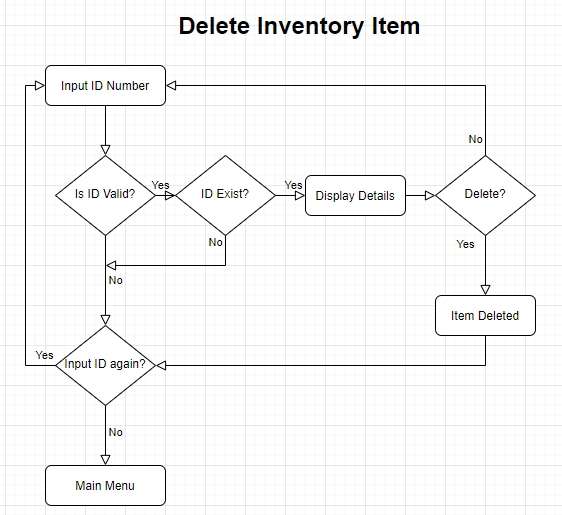 Delete Inventory Item
Input ID Number
No
Is ID Valid?
Yes
ID Exist?
Yes
Display Details
Delete?
No
Yes
No
Item Deleted
Yes
Input ID again?
No
Main Menu